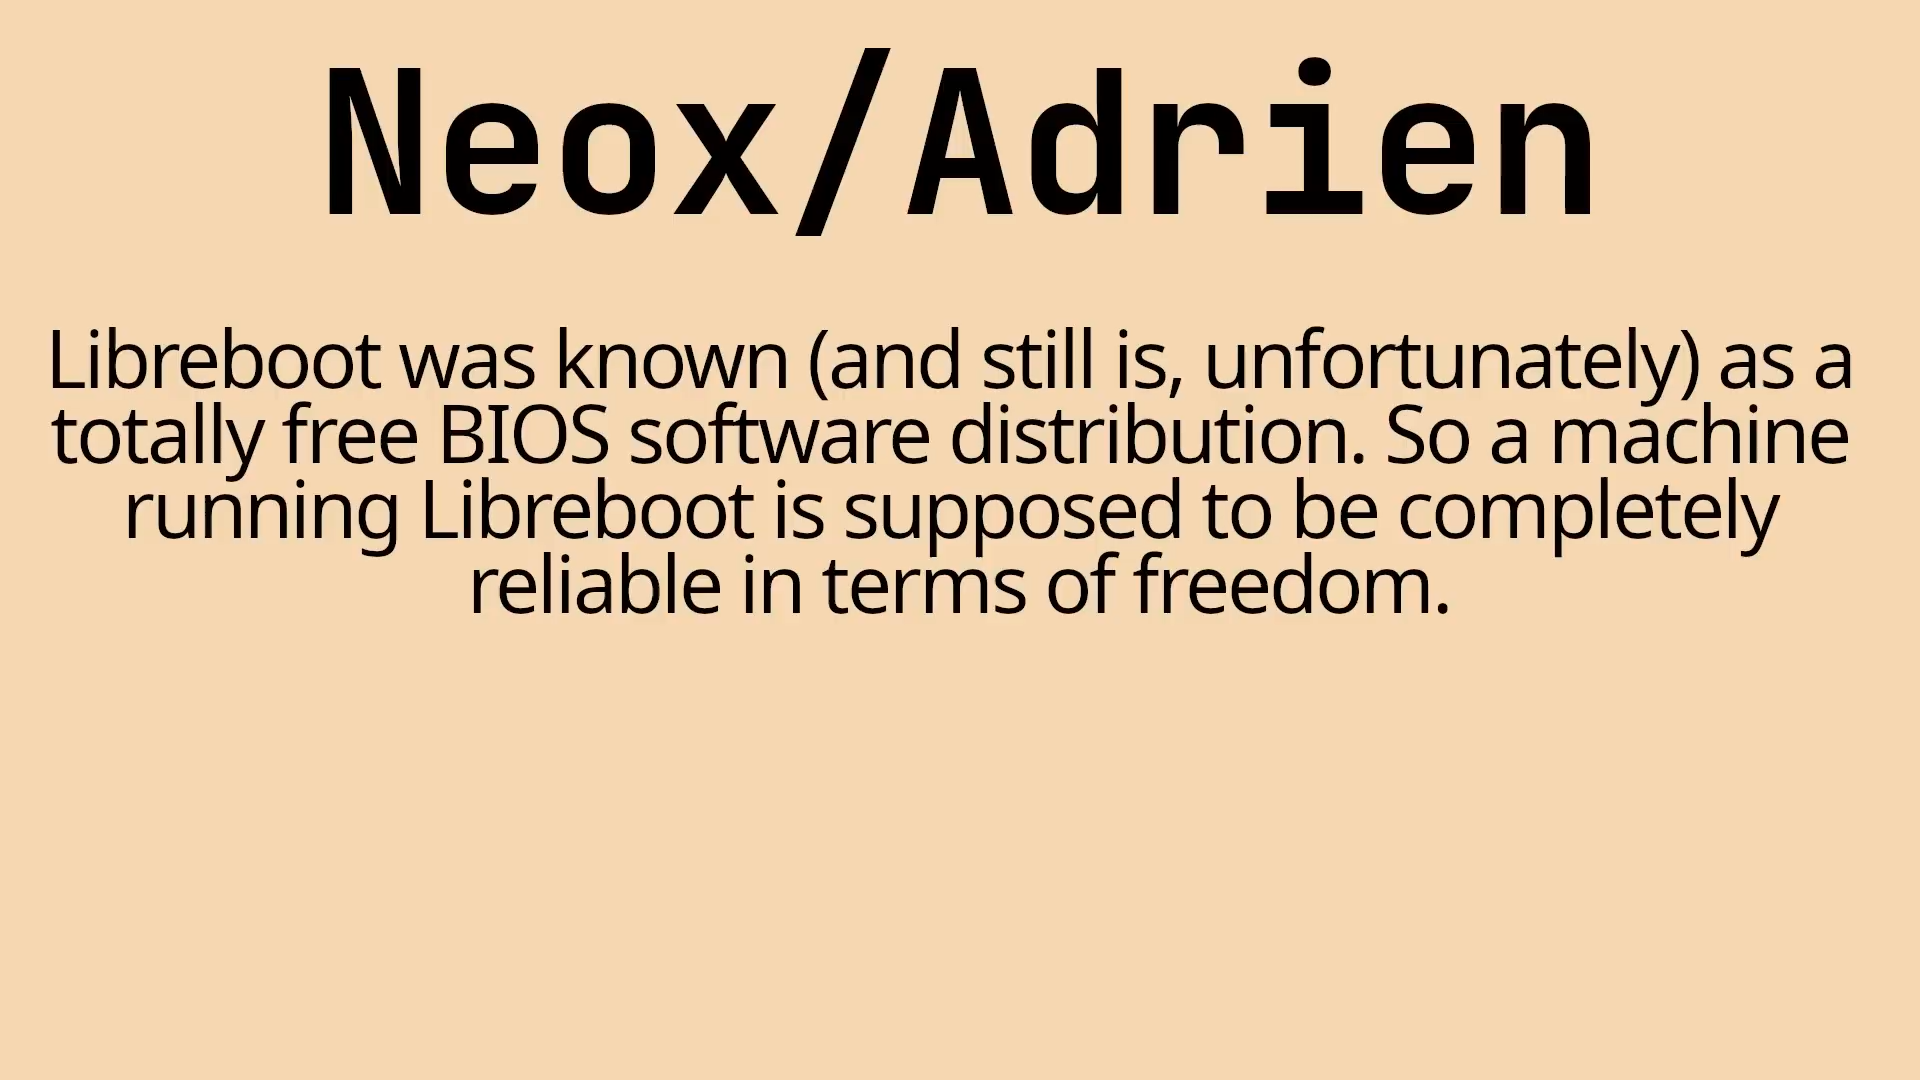 Neox/Adrien
Libreboot was known (and still is, unfortunately) as a
totally free BIOS software distribution. So a machine
running Libreboot is supposed to be completely
reliable in terms of freedom.